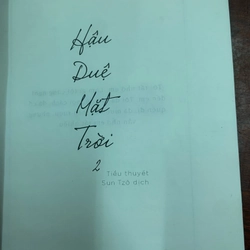 Hậu
Duệ
Mặt
Trời
2
Tiểu thuyết
Sun Tzô dịch